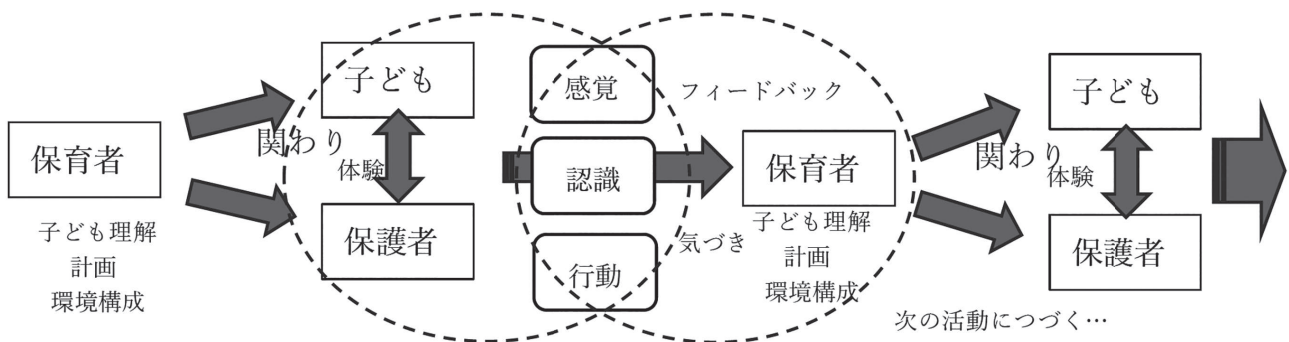 保育者
子ども理解
計画
環境構成
関わり
子ども
体験
保護者
感覚
認識
行動
フィードバック
気づき
保育者
子ども理解
計画
環境構成
関わり
子ども
体験
保護者
次の活動につづく…